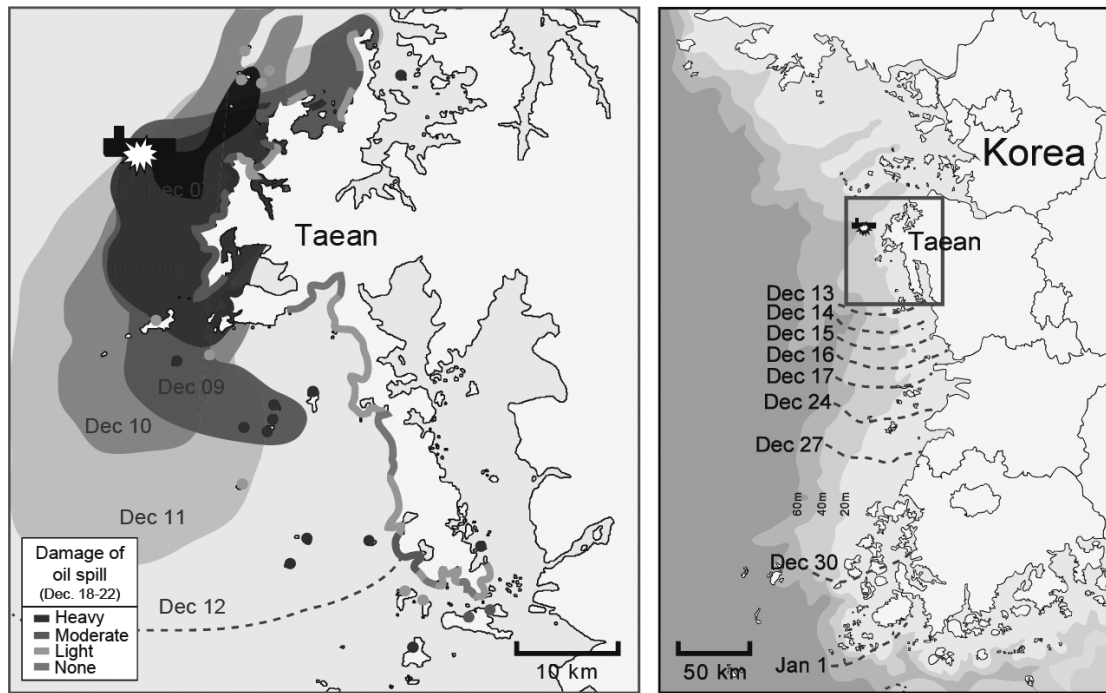 Dec 08
Taean
Dec 09
Dec 10
Dec 11
Dec 12
Damage of
oil spill
(Dec. 18-22)
Heavy
Moderate
Light
None
10 km
Korea
Taean
Dec 13
Dec 14
Dec 15
Dec 16
Dec 17
Dec 24
Dec 27
60m
40m
20m
Dec 30
Jan 1
50 km